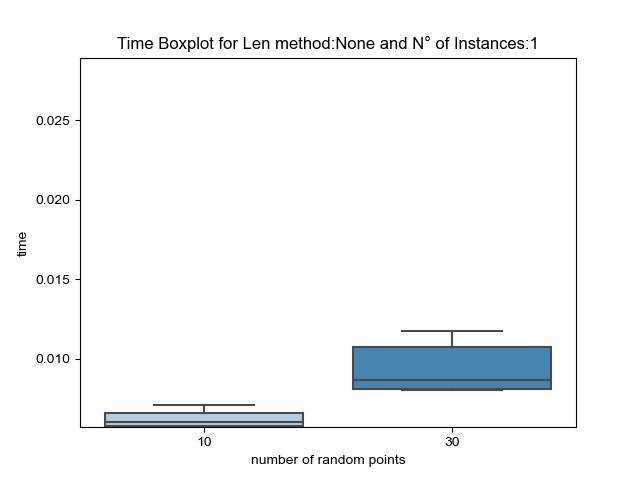 Time Boxplot for Len method:None and N° of Instances:1
0.025
0.020
0.015
0.010
time
10
30
number of random points